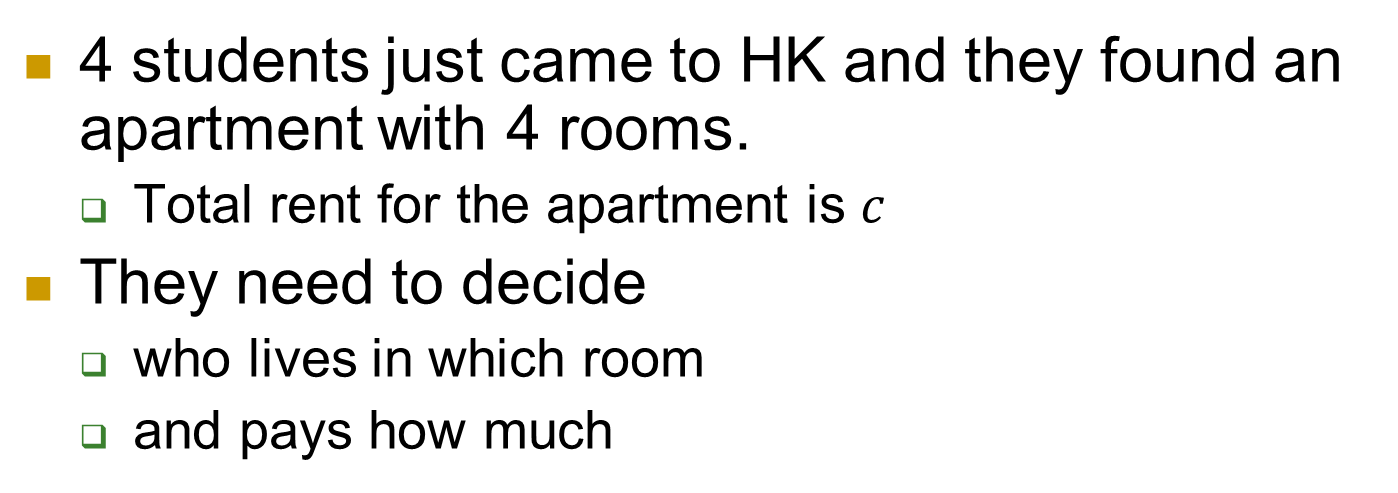 4 students just came to HK and they found an
apartment with 4 rooms.
Total rent for the apartment is c
They need to decide
who lives in which room
and pays how much